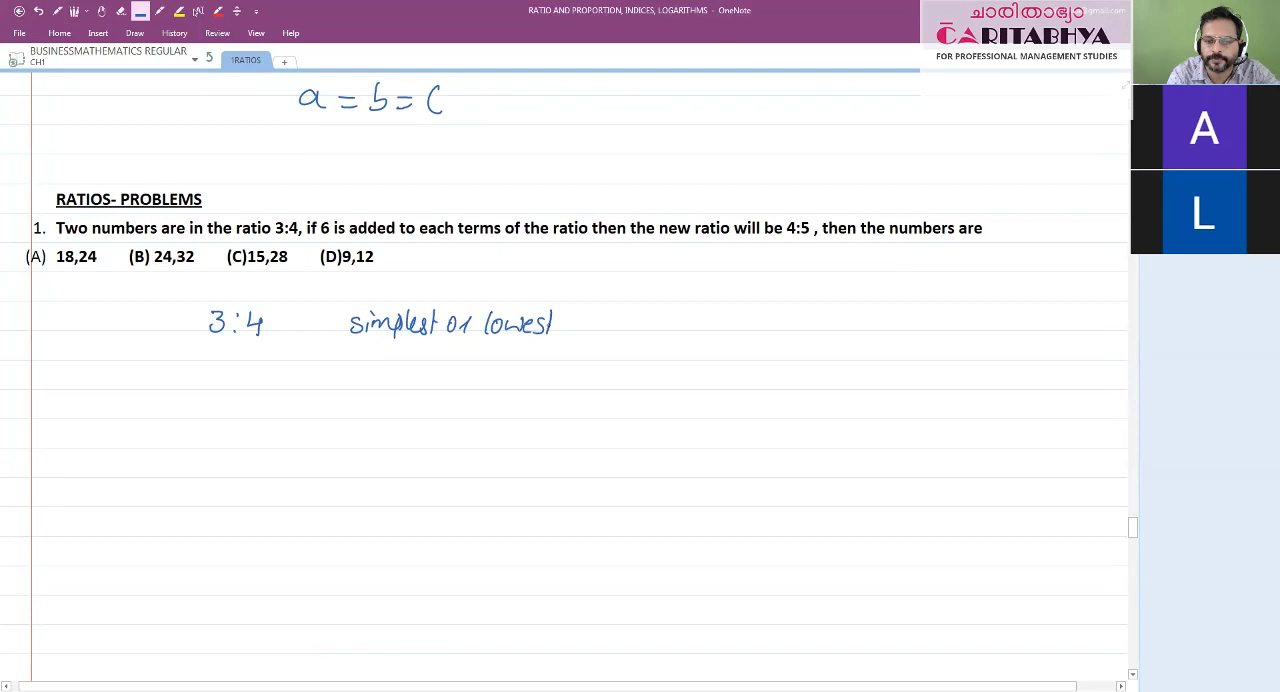 RATIO AND PROPORTION, INDICES, LOGARITHMS - OneNote
File Home Insert Draw History Review View Help
BUSINESSMATHEMATICS REGULAR
CH1
1RATIOS
ചാരിതാഭ്യാ
@gmail.com
CARITABHYA
FOR PROFESSIONAL MANAGEMENT STUDIES
A
L
a = b = c
RATIOS- PROBLEMS
1. Two numbers are in the ratio 3:4, if 6 is added to each terms of the ratio then the new ratio will be 4:5 , then the numbers are
(A) 18,24 (B) 24,32 (C)15,28 (D)9,12
3:4 simplest or lowest